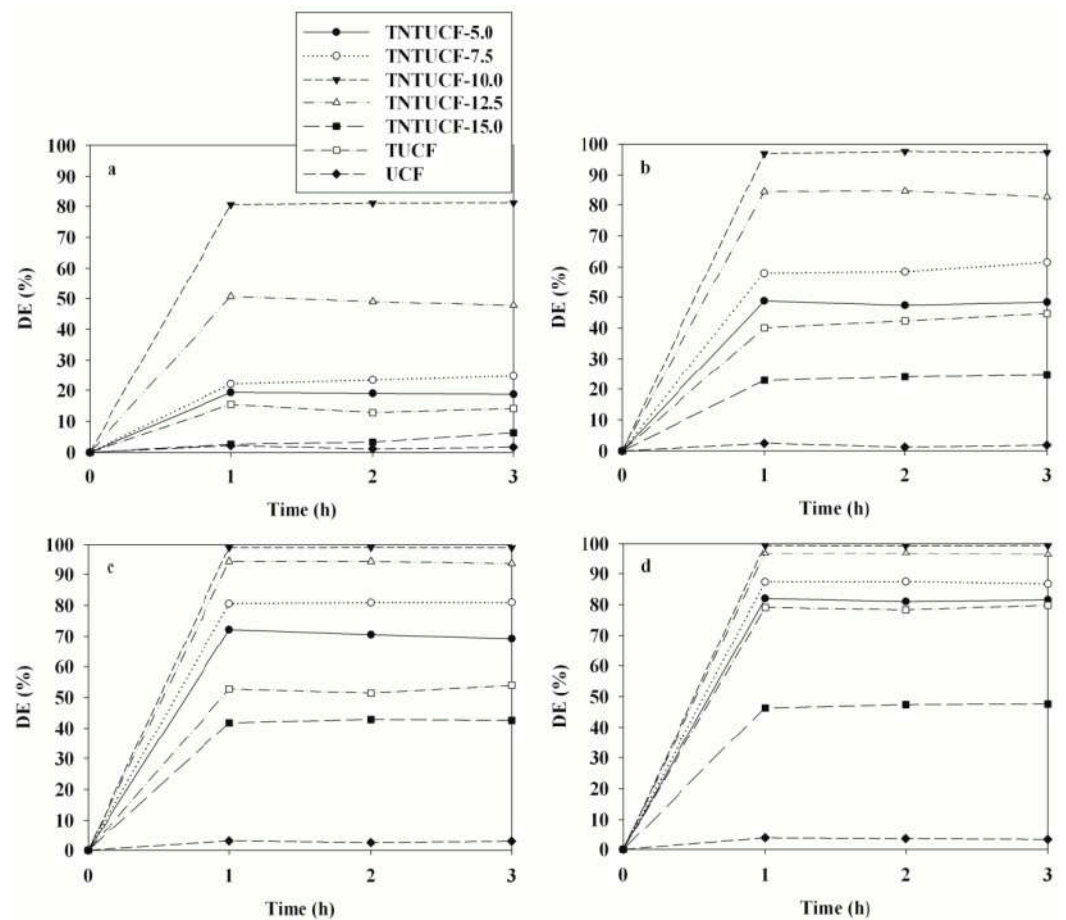 TNTUCF-5.0
TNTUCF-7.5
TNTUCF-10.0
TNTUCF-12.5
TNTUCF-15.0
TUCF
UCF
a
100
90
80
70
60
50
40
30
20
10
0
DE (%)
0 1 2 3
Time (h)
b
100
90
80
70
60
50
40
30
20
10
0
DE (%)
0 1 2 3
Time (h)
c
100
90
80
70
60
50
40
30
20
10
0
DE (%)
0 1 2 3
Time (h)
d
100
90
80
70
60
50
40
30
20
10
0
DE (%)
0 1 2 3
Time (h)